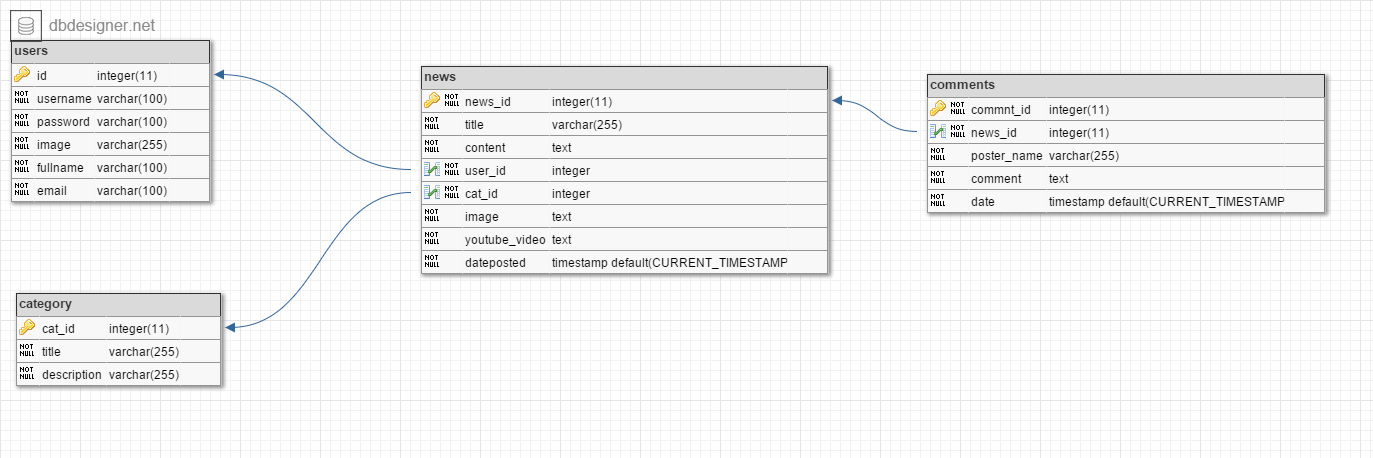 dbdesigner.net
users
id integer(11)
NOT NULL username varchar(100)
NOT NULL password varchar(100)
NOT NULL image varchar(255)
NOT NULL fullname varchar(100)
NOT NULL email varchar(100)
news
NOT NULL news_id integer(11)
NOT NULL title varchar(255)
NOT NULL content text
NOT NULL user_id integer
NOT NULL cat_id integer
NOT NULL image text
NOT NULL youtube_video text
NOT NULL dateposted timestamp default(CURRENT_TIMESTAMP
comments
NOT NULL commnt_id integer(11)
NOT NULL news_id integer(11)
NOT NULL poster_name varchar(255)
NOT NULL comment text
NOT NULL date timestamp default(CURRENT_TIMESTAMP
category
cat_id integer(11)
NOT NULL title varchar(255)
NOT NULL description varchar(255)